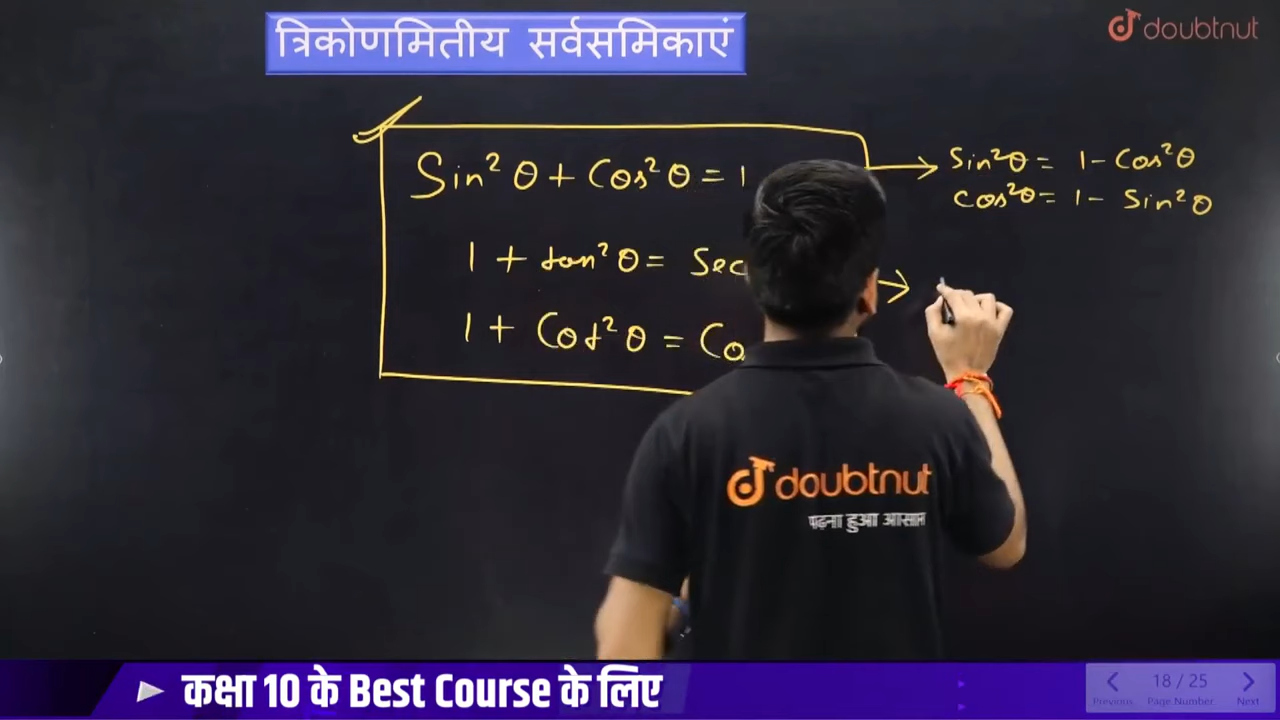 त्रिकोणमितीय सर्वसमिकाएं
doubtnut
Sin²θ + Cos²θ = 1
Sin²θ = 1 - Cos²θ
Cos²θ = 1 - Sin²θ
1 + tan²θ = Sec
1 + Cot²θ = Co
doubtnut
पढ़ना हुआ आसान
कक्षा 10 के Best Course के लिए
18 / 25
Previous Page Number Next